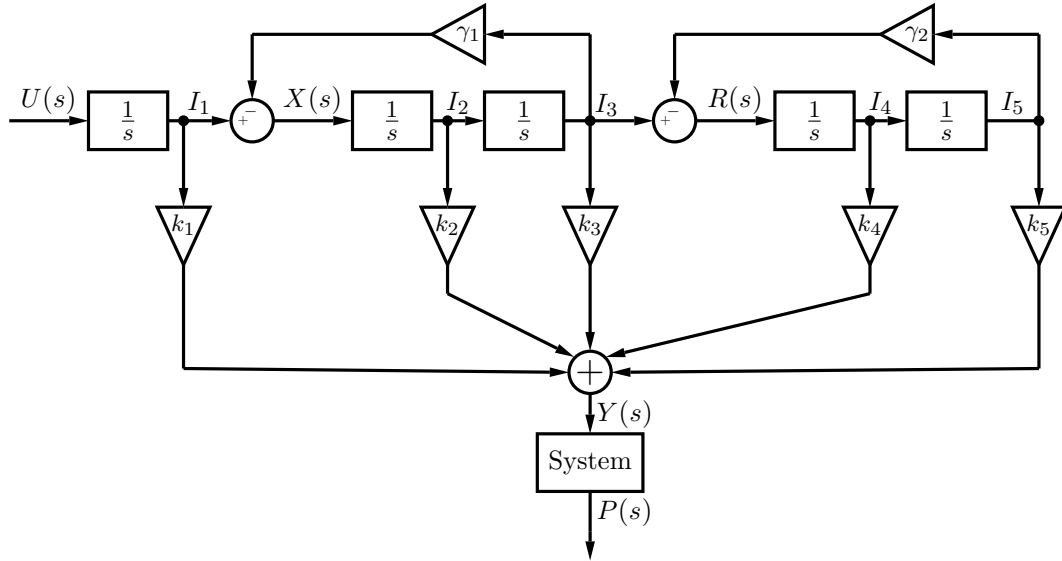 γ₁ γ₂
U(s) 1/s I₁ + − X(s) 1/s I₂ 1/s I₃ + − R(s) 1/s I₄ 1/s I₅
k₁ k₂ k₃ k₄ k₅
+
Y(s)
System
P(s)